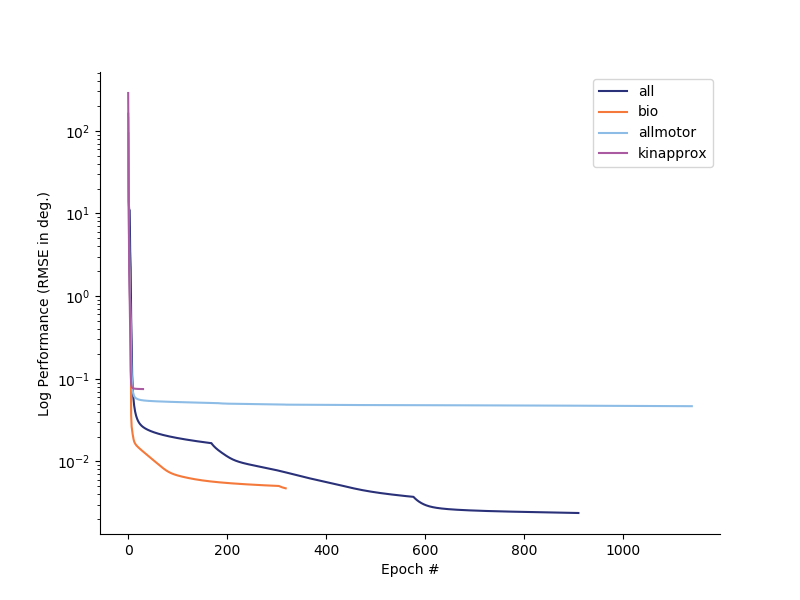 all
bio
allmotor
kinapprox
Log Performance (RMSE in deg.)
10²
10¹
10⁰
10⁻¹
10⁻²
0 200 400 600 800 1000
Epoch #